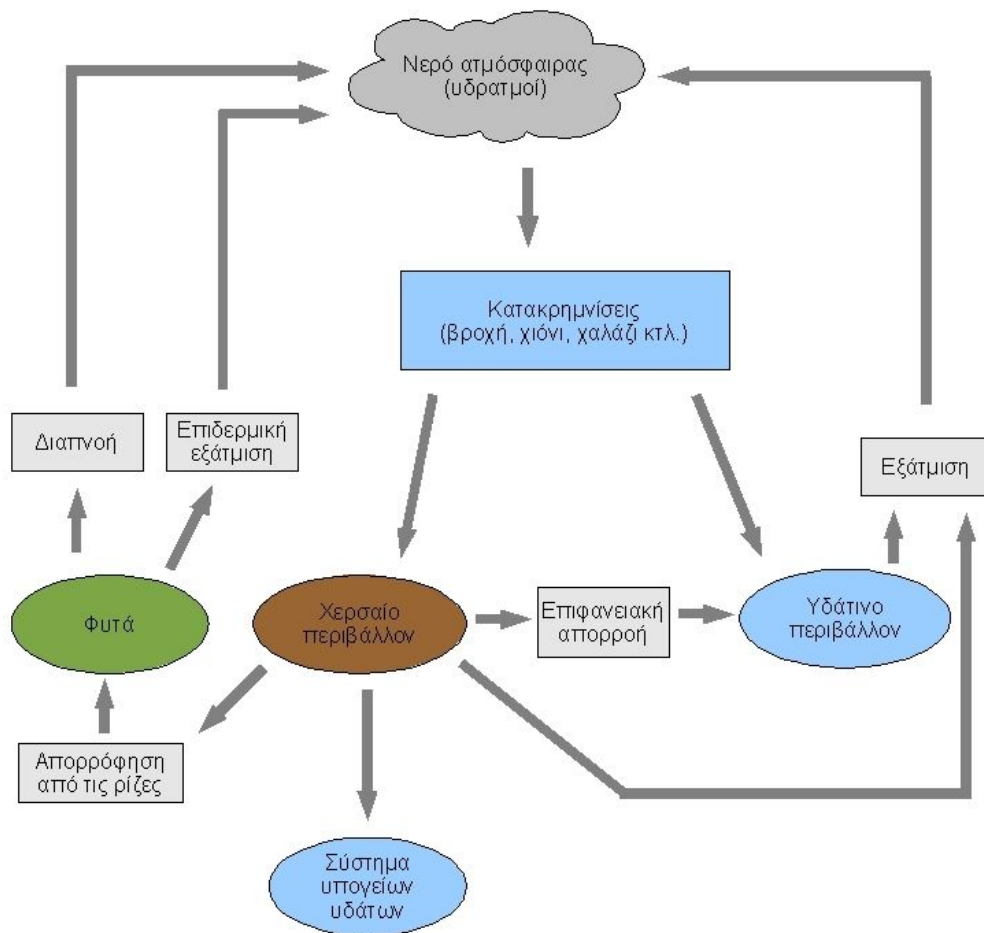 Νερό ατμόσφαιρας
(υδρατμοί)
Κατακρημνίσεις
(βροχή, χιόνι, χαλάζι κτλ.)
Διαπνοή
Επιδερμική
εξάτμιση
Εξάτμιση
Φυτά
Χερσαίο
περιβάλλον
Επιφανειακή
απορροή
Υδάτινο
περιβάλλον
Απορρόφηση
από τις ρίζες
Σύστημα
υπογείων
υδάτων